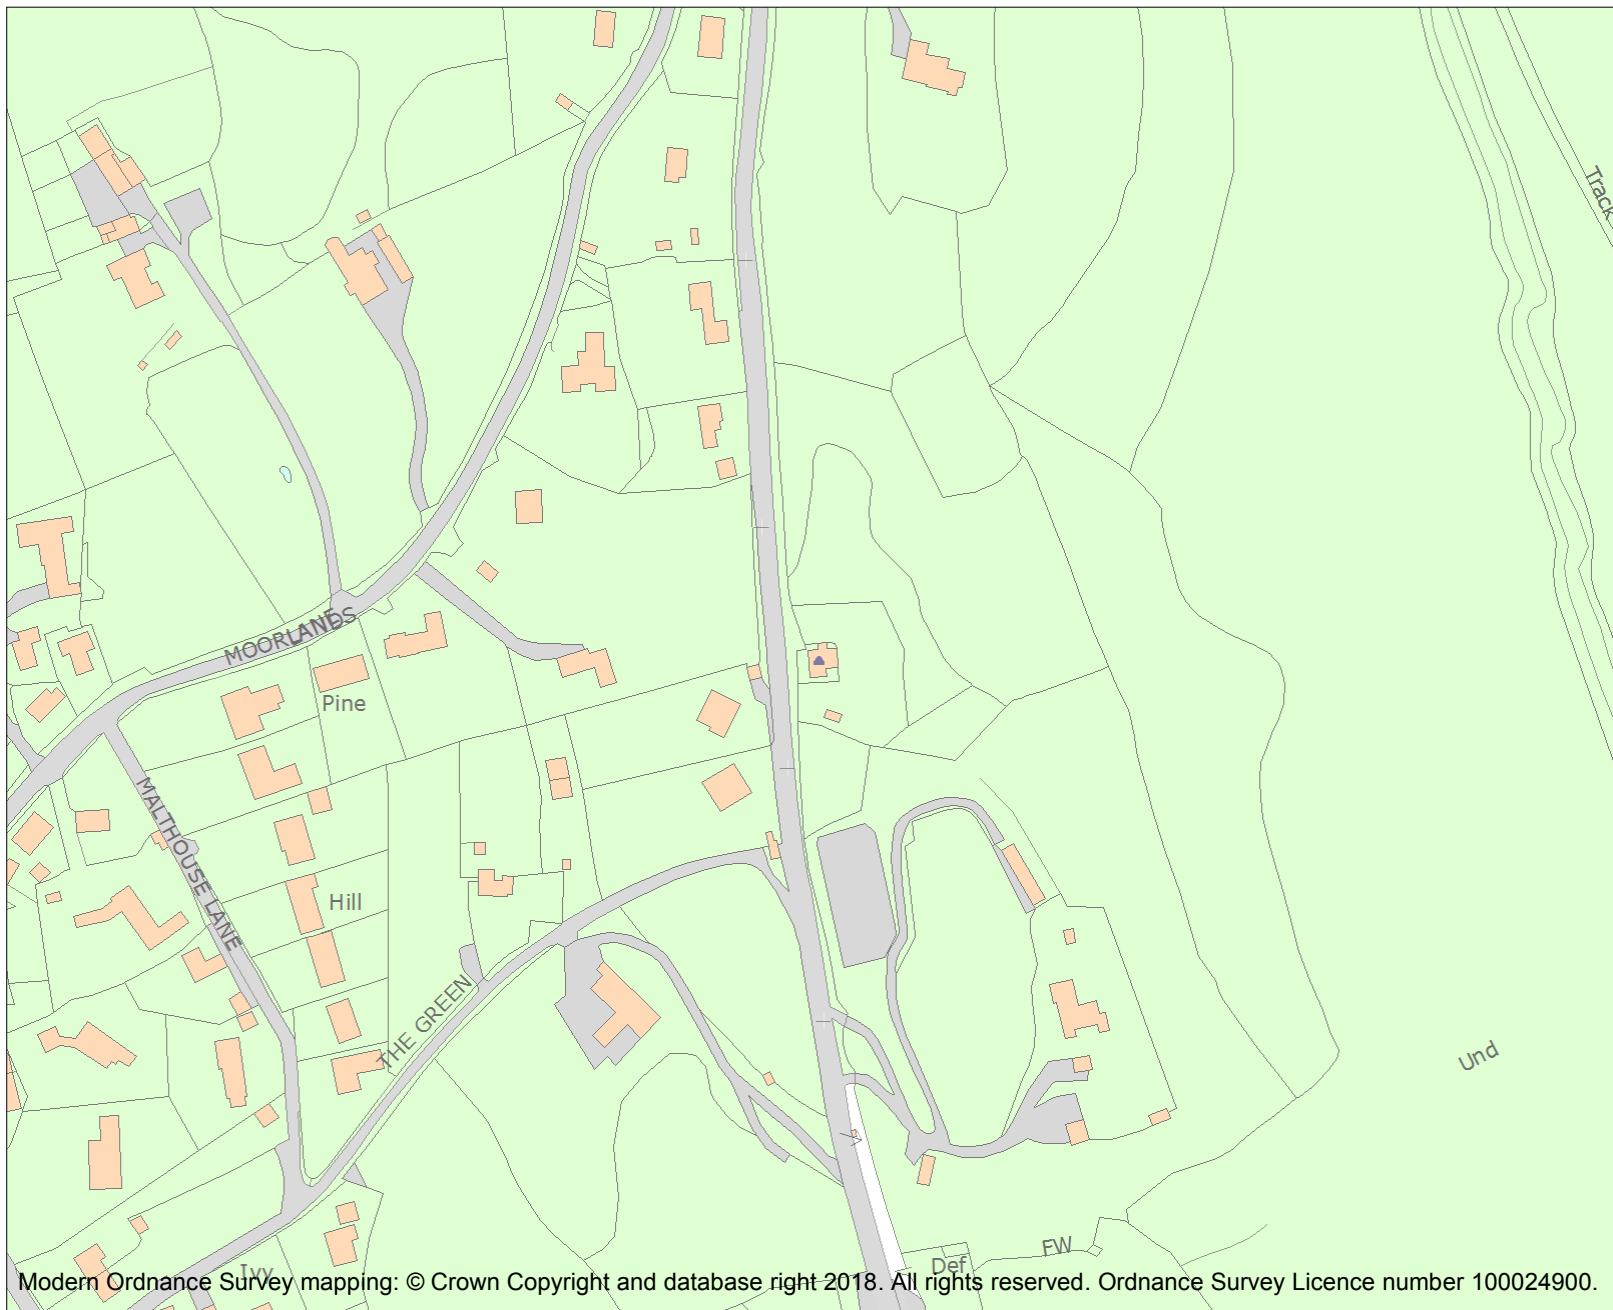 Track
MOORLANDS
LANE
Pine
MALTHOUSE LANE
Hill
THE GREEN
Und
FW
Def
Ivy
Modern Ordnance Survey mapping: © Crown Copyright and database right 2018. All rights reserved. Ordnance Survey Licence number 100024900.